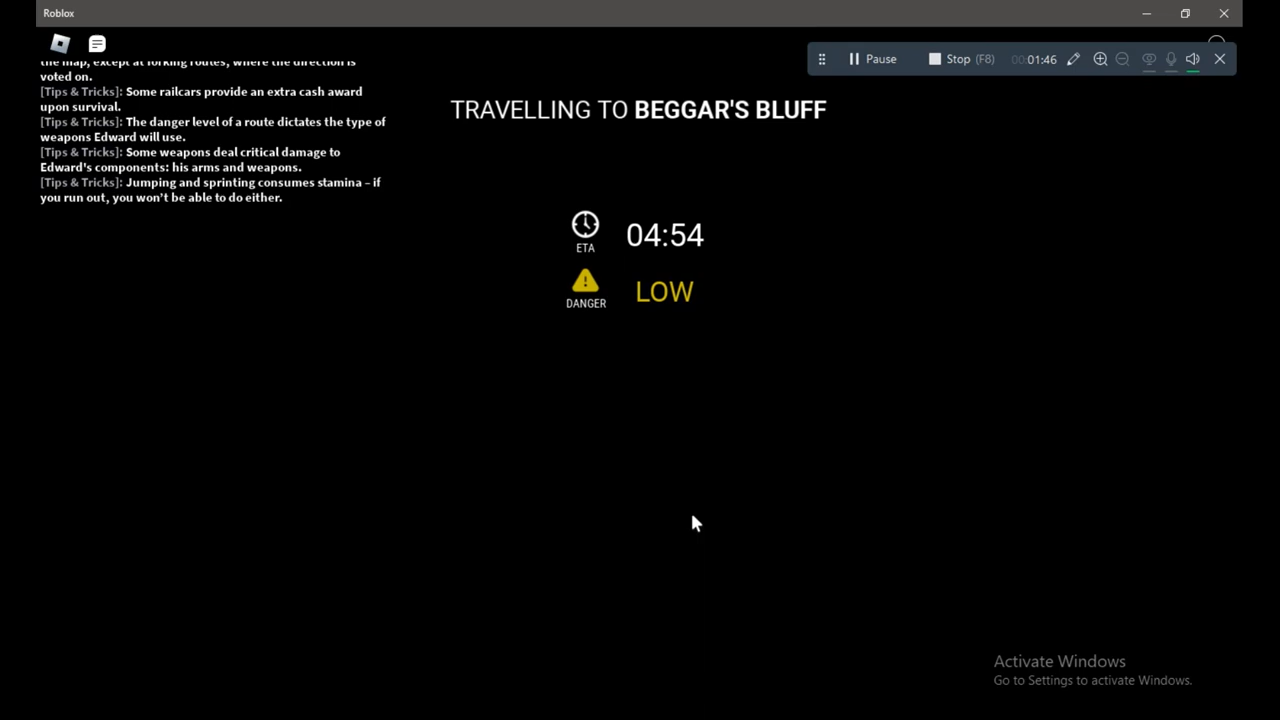 Roblox
the map, except at forking routes, where the direction is
voted on.
[Tips & Tricks]: Some railcars provide an extra cash award
upon survival.
[Tips & Tricks]: The danger level of a route dictates the type of
weapons Edward will use.
[Tips & Tricks]: Some weapons deal critical damage to
Edward's components: his arms and weapons.
[Tips & Tricks]: Jumping and sprinting consumes stamina – if
you run out, you won't be able to do either.
Pause Stop (F8) 00:01:46
TRAVELLING TO BEGGAR'S BLUFF
04:54
ETA
LOW
DANGER
Activate Windows
Go to Settings to activate Windows.